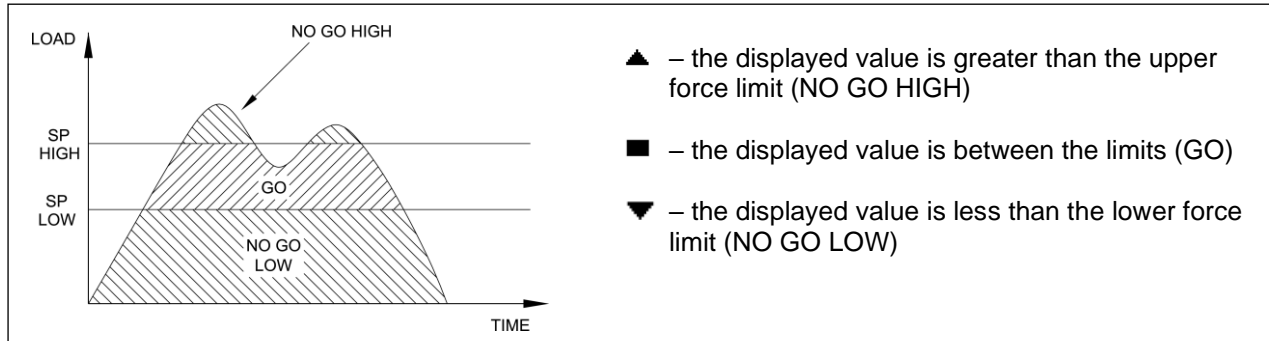 LOAD
NO GO HIGH
SP
HIGH
GO
SP
LOW
NO GO
LOW
TIME
▲ – the displayed value is greater than the upper
force limit (NO GO HIGH)
■ – the displayed value is between the limits (GO)
▼ – the displayed value is less than the lower force
limit (NO GO LOW)